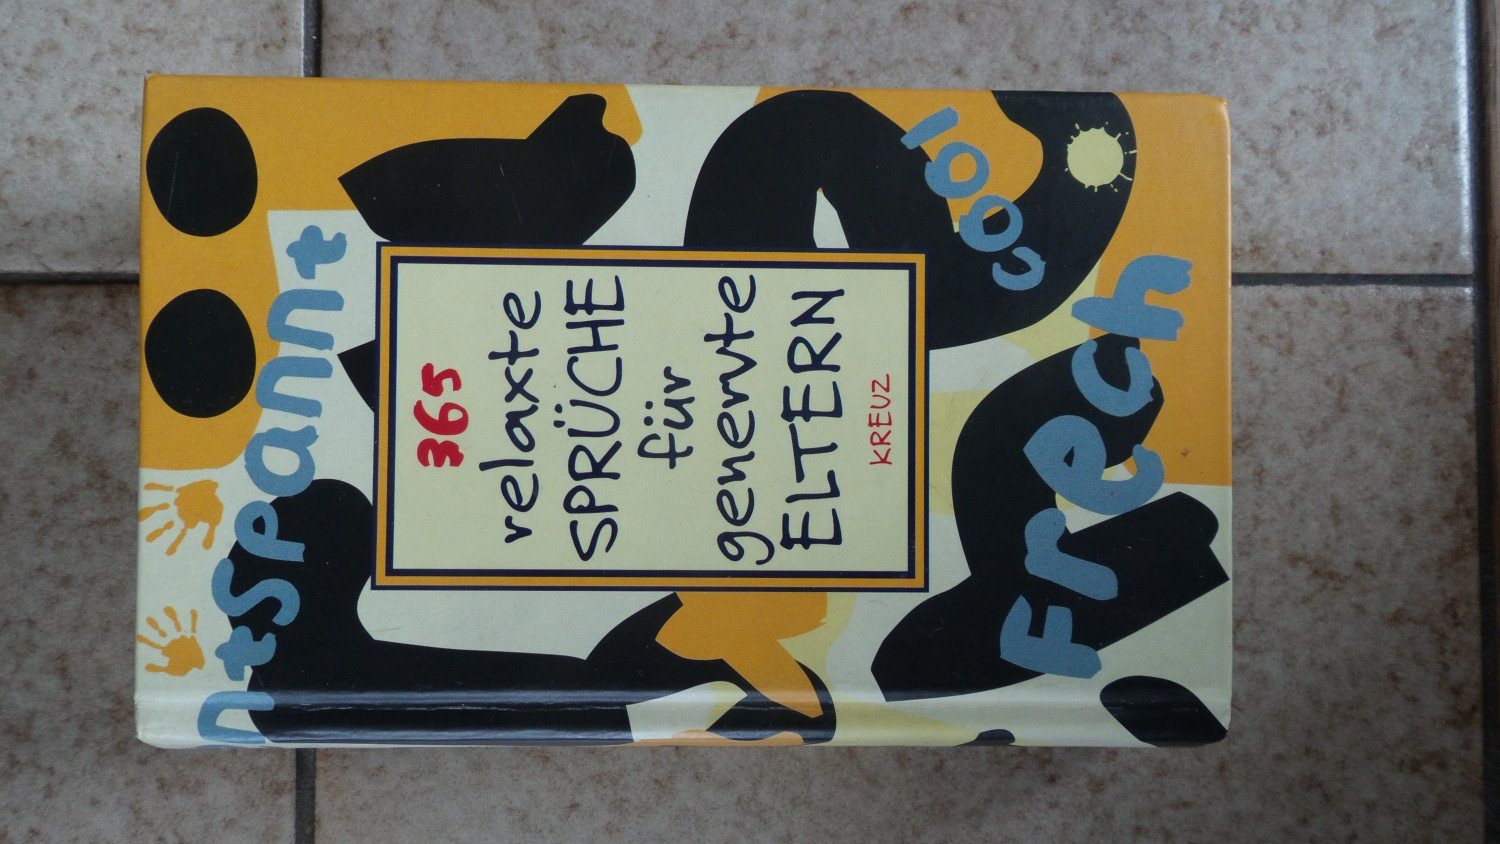 ntspannt
365
relaxte
SPRÜCHE
für
genervte
ELTERN
KREUZ
cool
Frech